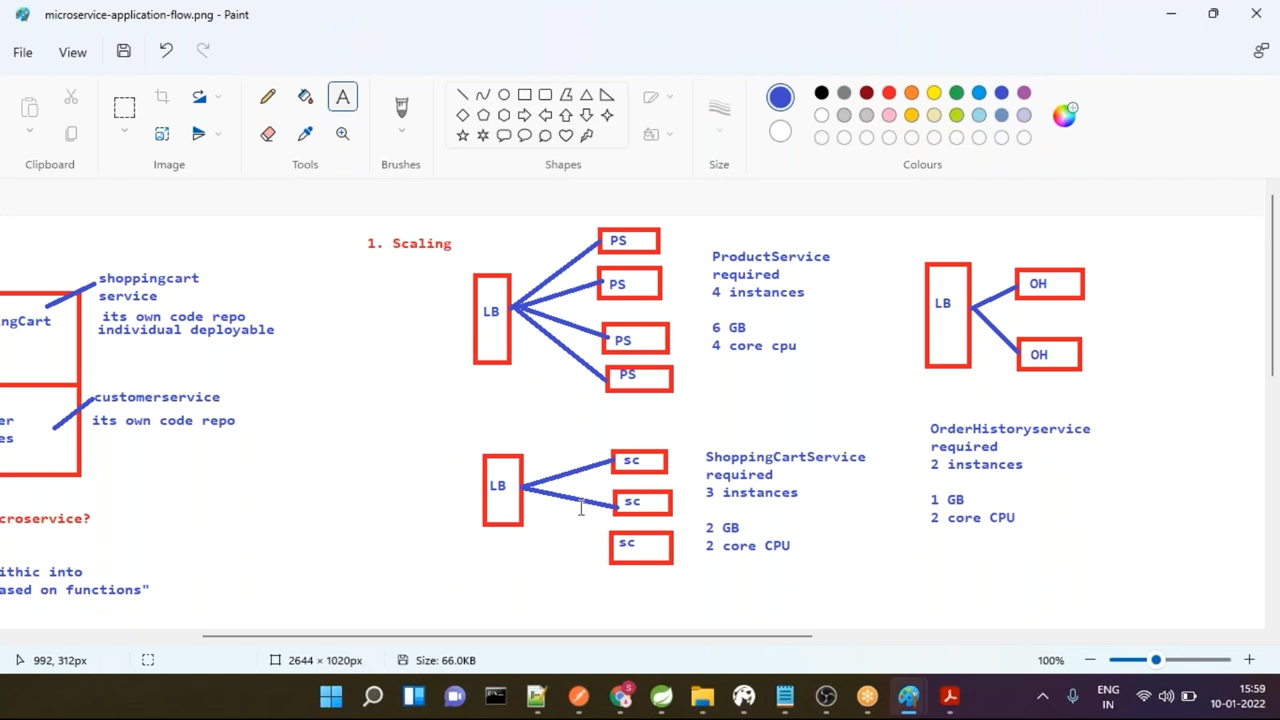 microservice-application-flow.png - Paint
File
View
Clipboard
Image
Tools
Brushes
Shapes
Size
Colours
shoppingcart
service
its own code repo
individual deployable
ngCart
customerservice
its own code repo
er
es
croservice?
ithic into
ased on functions"
1. Scaling
LB
PS
PS
PS
PS
ProductService
required
4 instances
6 GB
4 core cpu
LB
OH
OH
OrderHistoryservice
required
2 instances
1 GB
2 core CPU
LB
sc
sc
sc
ShoppingCartService
required
3 instances
2 GB
2 core CPU
992, 312px
2644 × 1020px
Size: 66.0KB
100%
S
ENG
IN
15:59
10-01-2022